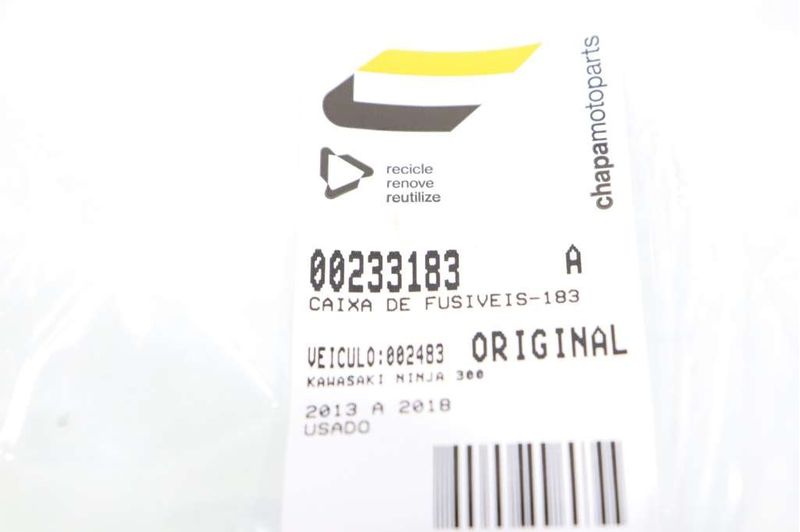 chapamotoparts
recicle
renove
reutilize
00233183 A
CAIXA DE FUSIVEIS-183
VEICULO:002483 ORIGINAL
KAWASAKI NINJA 300
2013 A 2018
USADO